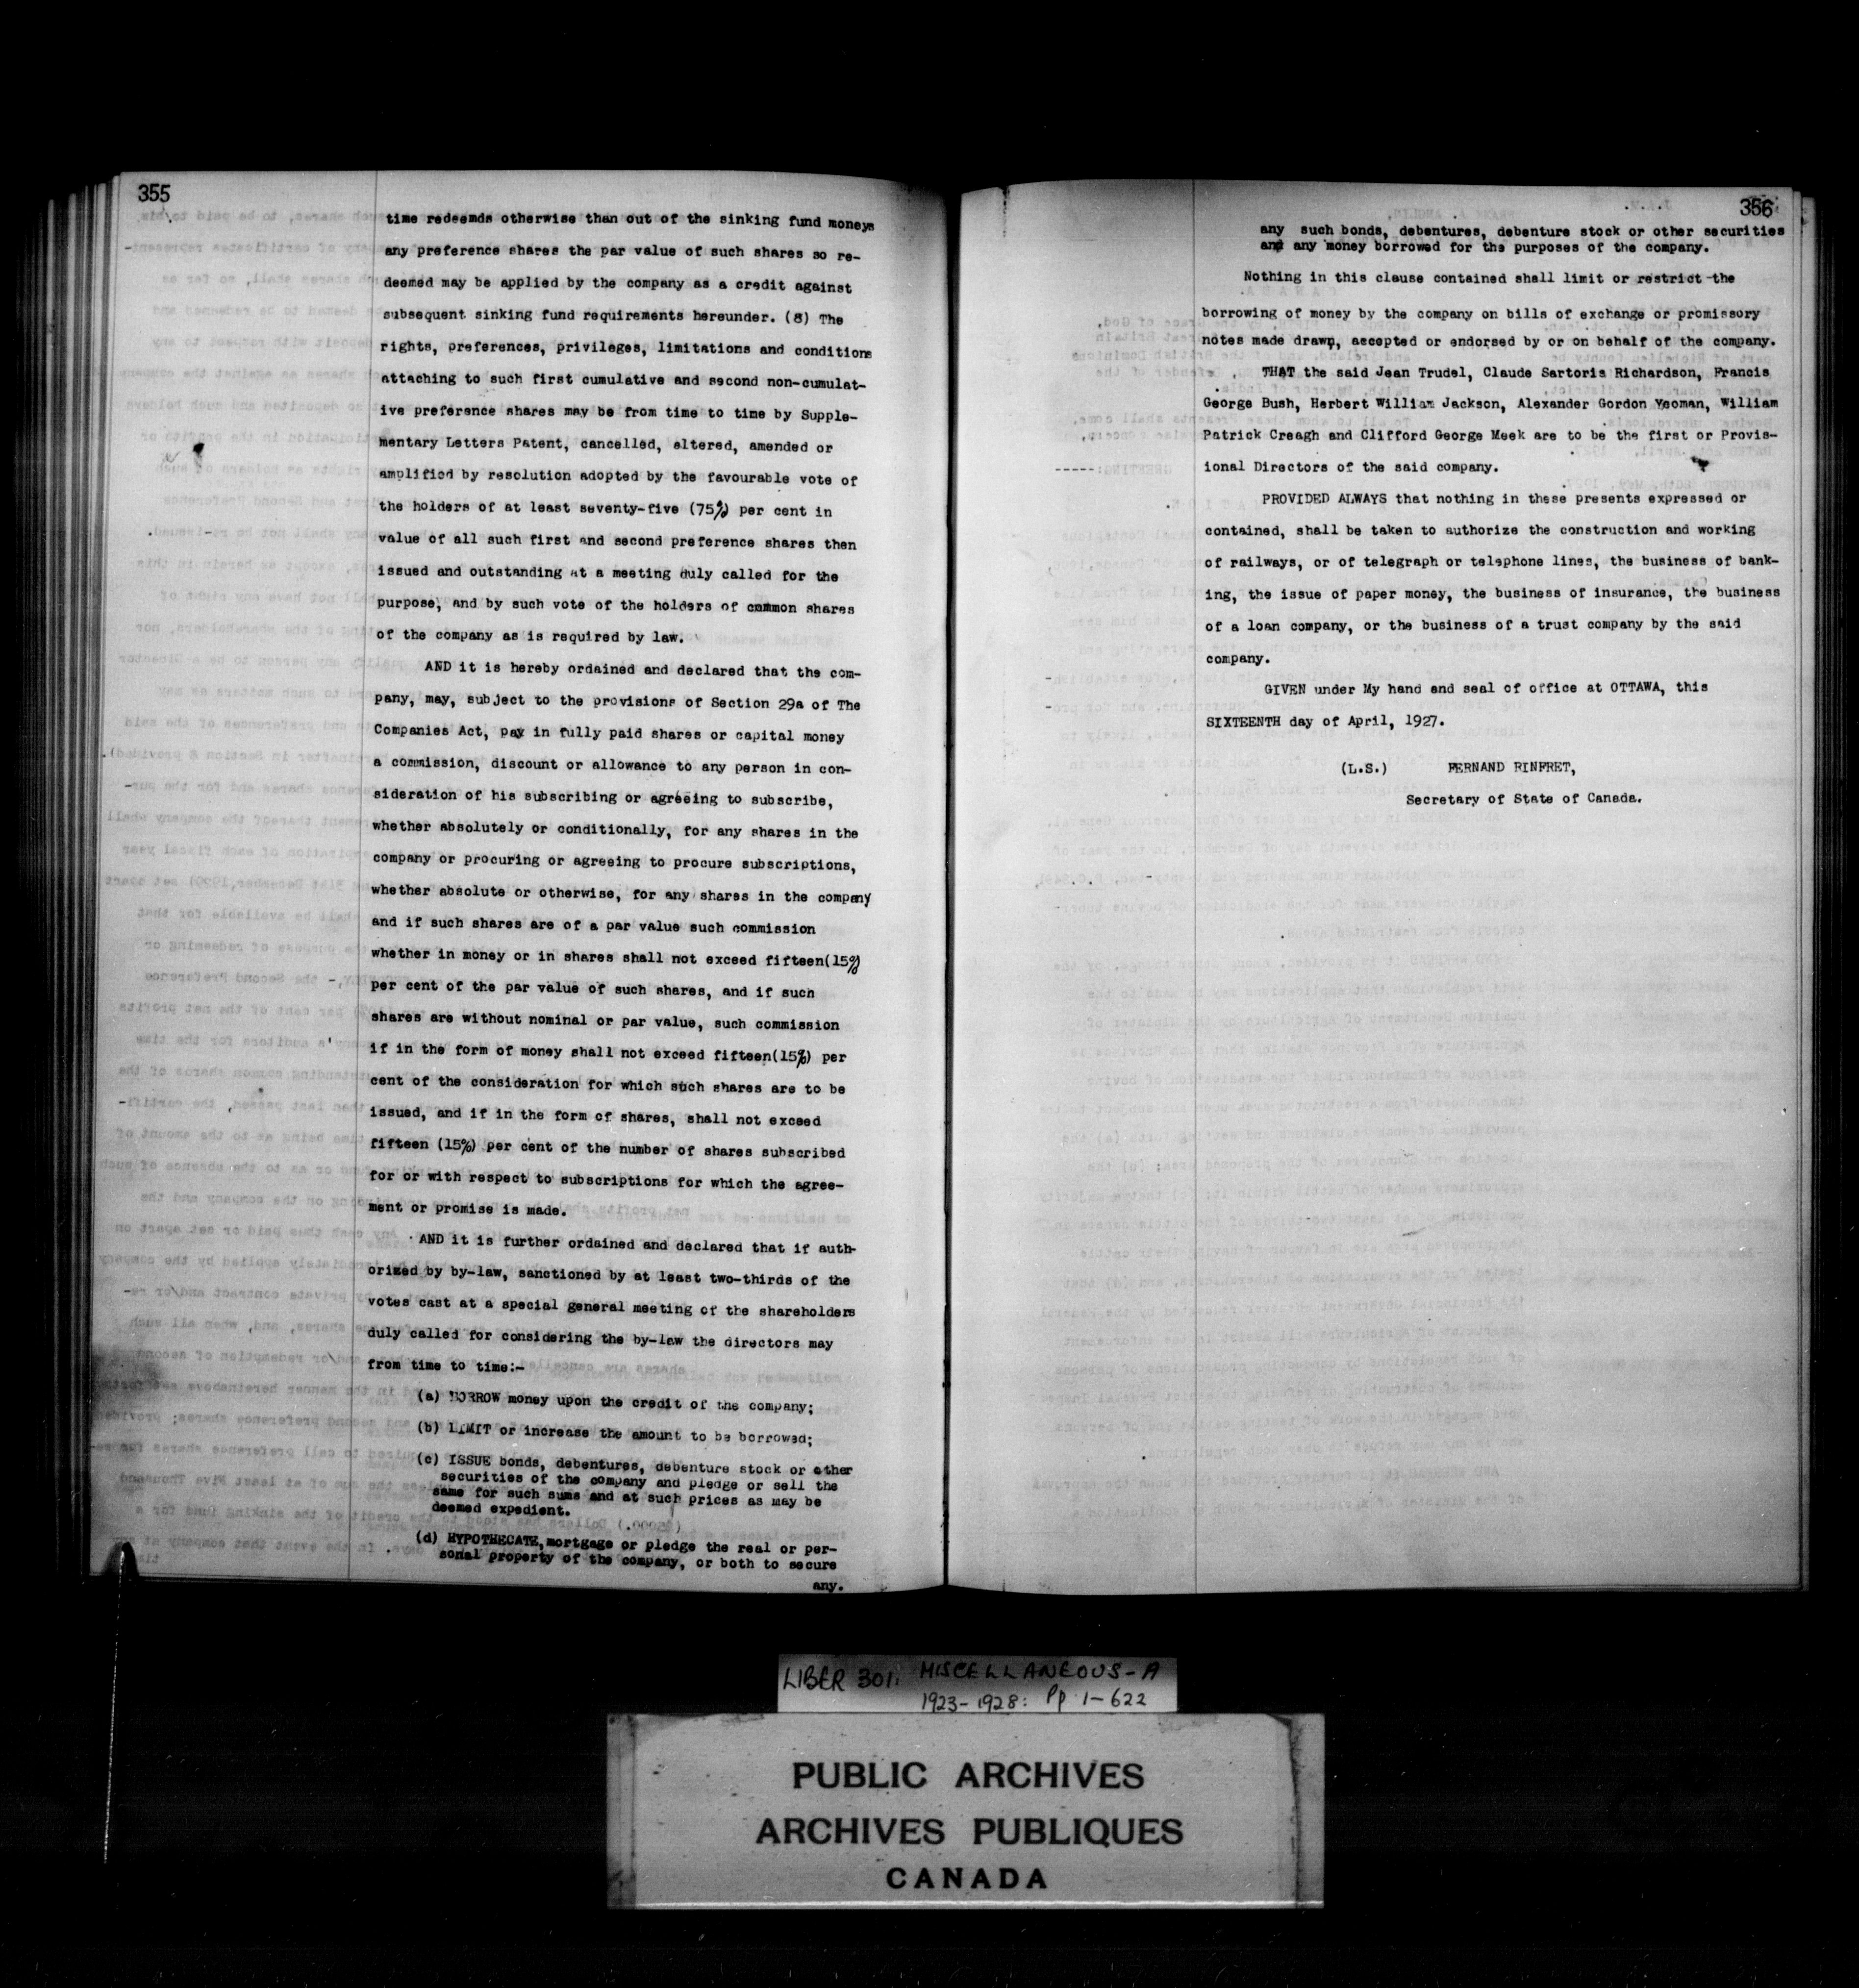 355
time redeemds otherwise than out of the sinking fund moneys
any preference shares the par value of such shares so re-
deemed may be applied by the company as a credit against
subsequent sinking fund requirements hereunder. (8) The
rights, preferences, privileges, limitations and conditions
attaching to such first cumulative and second non-cumulat-
ive preference shares may be from time to time by Supple-
mentary Letters Patent, cancelled, altered, amended or
amplified by resolution adopted by the favourable vote of
the holders of at least seventy-five (75%) per cent in
value of all such first and second preference shares then
issued and outstanding at a meeting duly called for the
purpose, and by such vote of the holders of common shares
of the company as is required by law.
AND it is hereby ordained and declared that the com-
pany, may, subject to the provisions of Section 29a of The
Companies Act, pay in fully paid shares or capital money
a commission, discount or allowance to any person in con-
sideration of his subscribing or agreeing to subscribe,
whether absolutely or conditionally, for any shares in the
company or procuring or agreeing to procure subscriptions,
whether absolute or otherwise, for any shares in the company
and if such shares are of a par value such commission
whether in money or in shares shall not exceed fifteen(15%)
per cent of the par value of such shares, and if such
shares are without nominal or par value, such commission
if in the form of money shall not exceed fifteen(15%) per
cent of the consideration for which such shares are to be
issued, and if in the form of shares, shall not exceed
fifteen (15%) per cent of the number of shares subscribed
for or with respect to subscriptions for which the agree-
ment or promise is made.
AND it is further ordained and declared that if auth-
orized by by-law, sanctioned by at least two-thirds of the
votes cast at a special general meeting of the shareholders
duly called for considering the by-law the directors may
from time to time:-
(a) BORROW money upon the credit of the company;
(b) LIMIT or increase the amount to be borrowed;
(c) ISSUE bonds, debentures, debenture stock or other
securities of the company and pledge or sell the
same for such sums and at such prices as may be
deemed expedient.
(d) HYPOTHECATE, mortgage or pledge the real or per-
sonal property of the company, or both to secure
any.
356
any such bonds, debentures, debenture stock or other securities
and any money borrowed for the purposes of the company.
Nothing in this clause contained shall limit or restrict the
borrowing of money by the company on bills of exchange or promissory
notes made drawn, accepted or endorsed by or on behalf of the company.
THAT the said Jean Trudel, Claude Sartoris Richardson, Francis
George Bush, Herbert William Jackson, Alexander Gordon Yeoman, William
Patrick Creagh and Clifford George Meek are to be the first or Provis-
ional Directors of the said company.
PROVIDED ALWAYS that nothing in these presents expressed or
contained, shall be taken to authorize the construction and working
of railways, or of telegraph or telephone lines, the business of bank-
ing, the issue of paper money, the business of insurance, the business
of a loan company, or the business of a trust company by the said
company.
GIVEN under My hand and seal of office at OTTAWA, this
SIXTEENTH day of April, 1927.
(L.S.) FERNAND RINFRET,
Secretary of State of Canada.
LIBER 301: MISCELLANEOUS-A
1923-1928: Pp 1-622
PUBLIC ARCHIVES
ARCHIVES PUBLIQUES
CANADA